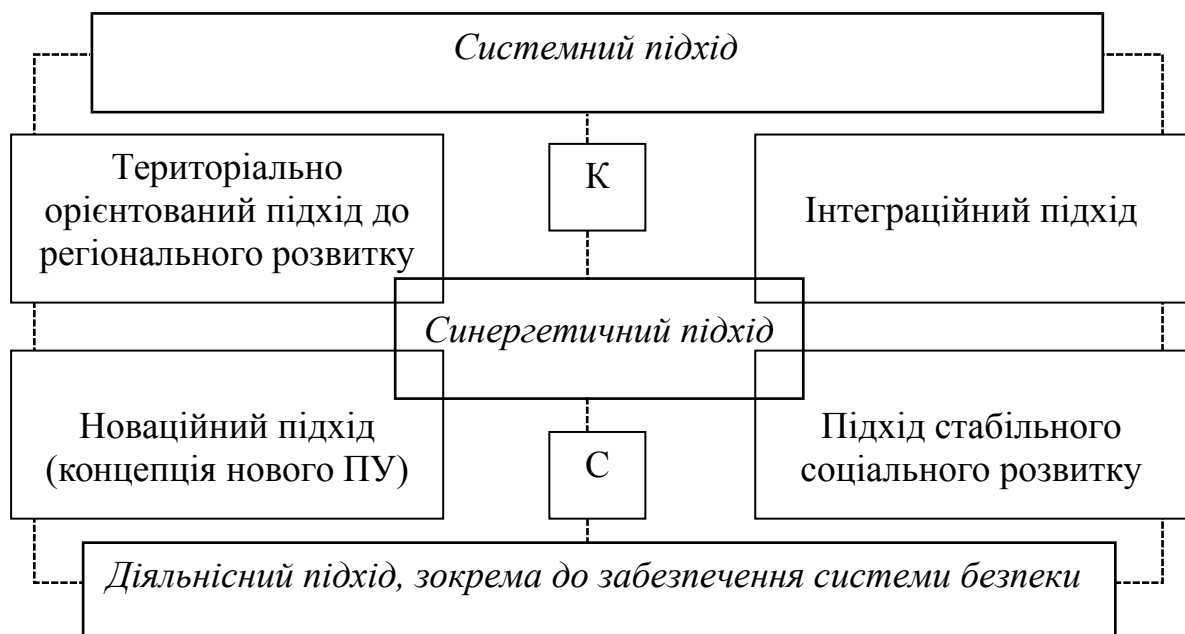 Системний підхід
Територіально
орієнтований підхід до
регіонального розвитку
К
Інтеграційний підхід
Синергетичний підхід
Новаційний підхід
(концепція нового ПУ)
С
Підхід стабільного
соціального розвитку
Діяльнісний підхід, зокрема до забезпечення системи безпеки